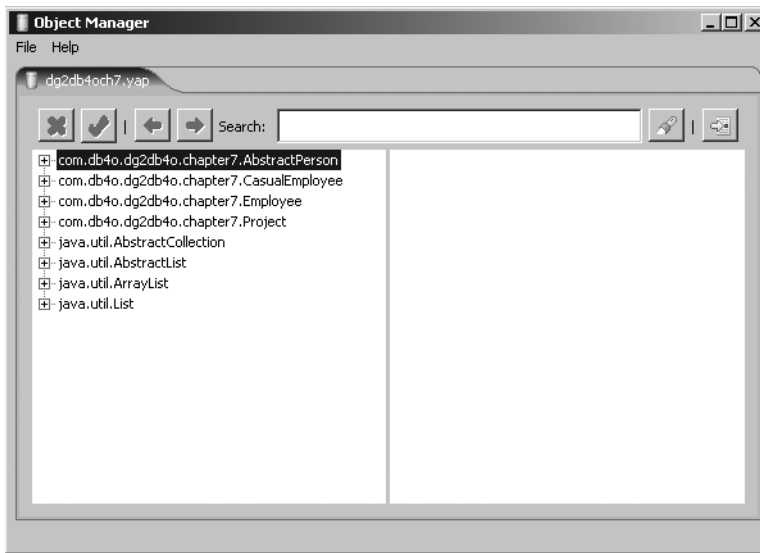 Object Manager
File Help
dg2db4och7.yap
Search:
com.db4o.dg2db4o.chapter7.AbstractPerson
com.db4o.dg2db4o.chapter7.CasualEmployee
com.db4o.dg2db4o.chapter7.Employee
com.db4o.dg2db4o.chapter7.Project
java.util.AbstractCollection
java.util.AbstractList
java.util.ArrayList
java.util.List